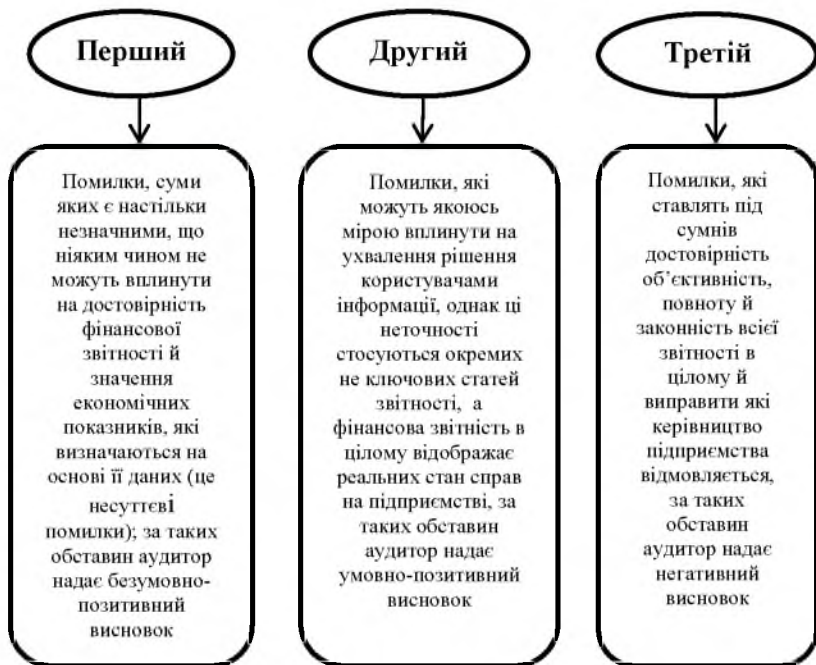 Перший
Помилки, суми
яких є настільки
незначними, що
ніяким чином не
можуть вплинути
на достовірність
фінансової
звітності й
значення
економічних
показників, які
визначаються на
основі її даних (це
несуттєві
помилки); за таких
обставин аудитор
надає безумовно-
позитивний
висновок
Другий
Помилки, які
можуть якоюсь
мірою вплинути на
ухвалення рішення
користувачами
інформації, однак ці
неточності
стосуються окремих
не ключових статей
звітності, а
фінансова звітність в
цілому відображає
реальних стан справ
на підприємстві, за
таких обставин
аудитор надає
умовно-позитивний
висновок
Третій
Помилки, які
ставлять під
сумнів
достовірність
об’єктивність,
повноту й
законність всієї
звітності в
цілому й
виправити які
керівництво
підприємства
відмовляється,
за таких
обставин
аудитор надає
негативний
висновок